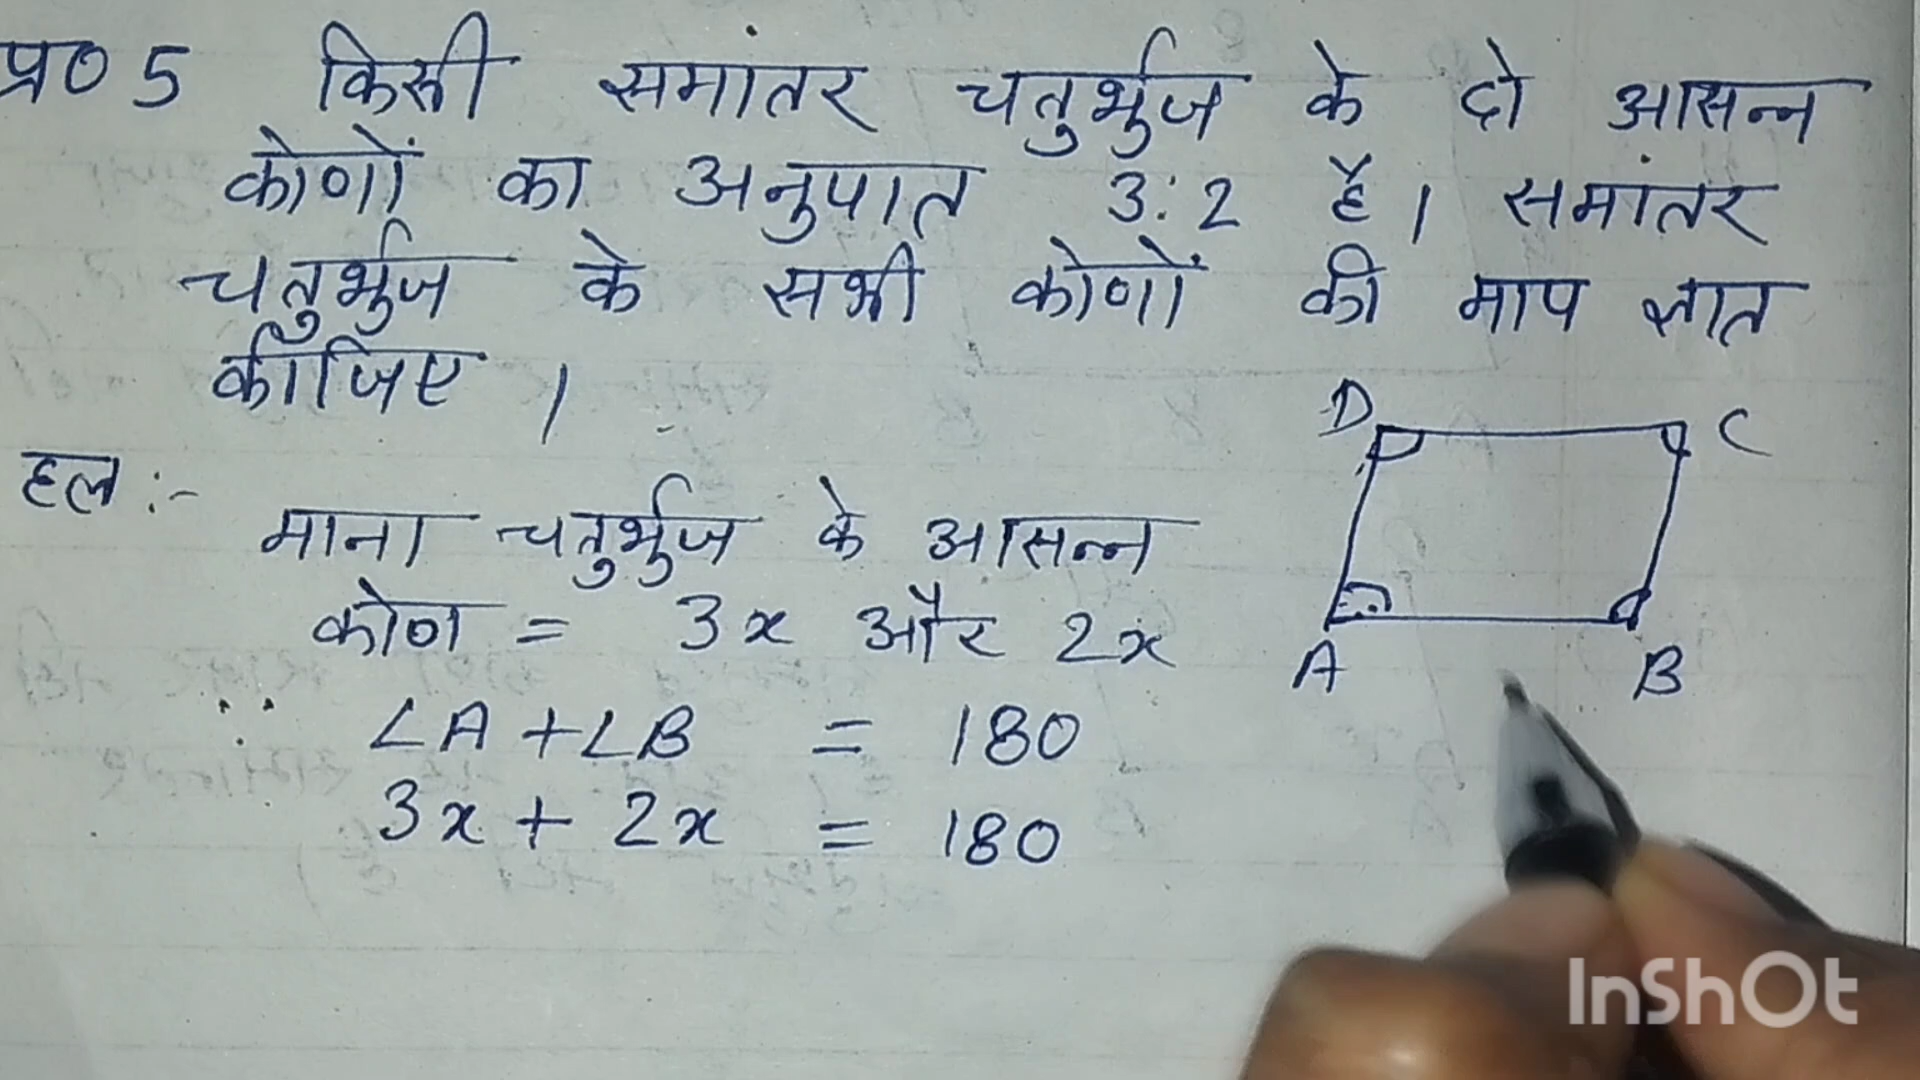 प्र० 5 किसी समांतर चतुर्भुज के दो आसन्न
कोणों का अनुपात 3:2 है। समांतर
चतुर्भुज के सभी कोणों की माप ज्ञात
कीजिए।
हल :-
माना चतुर्भुज के आसन्न
कोण = 3x और 2x
∵ ∠A + ∠B = 180
3x + 2x = 180
D C
A B
InShOt